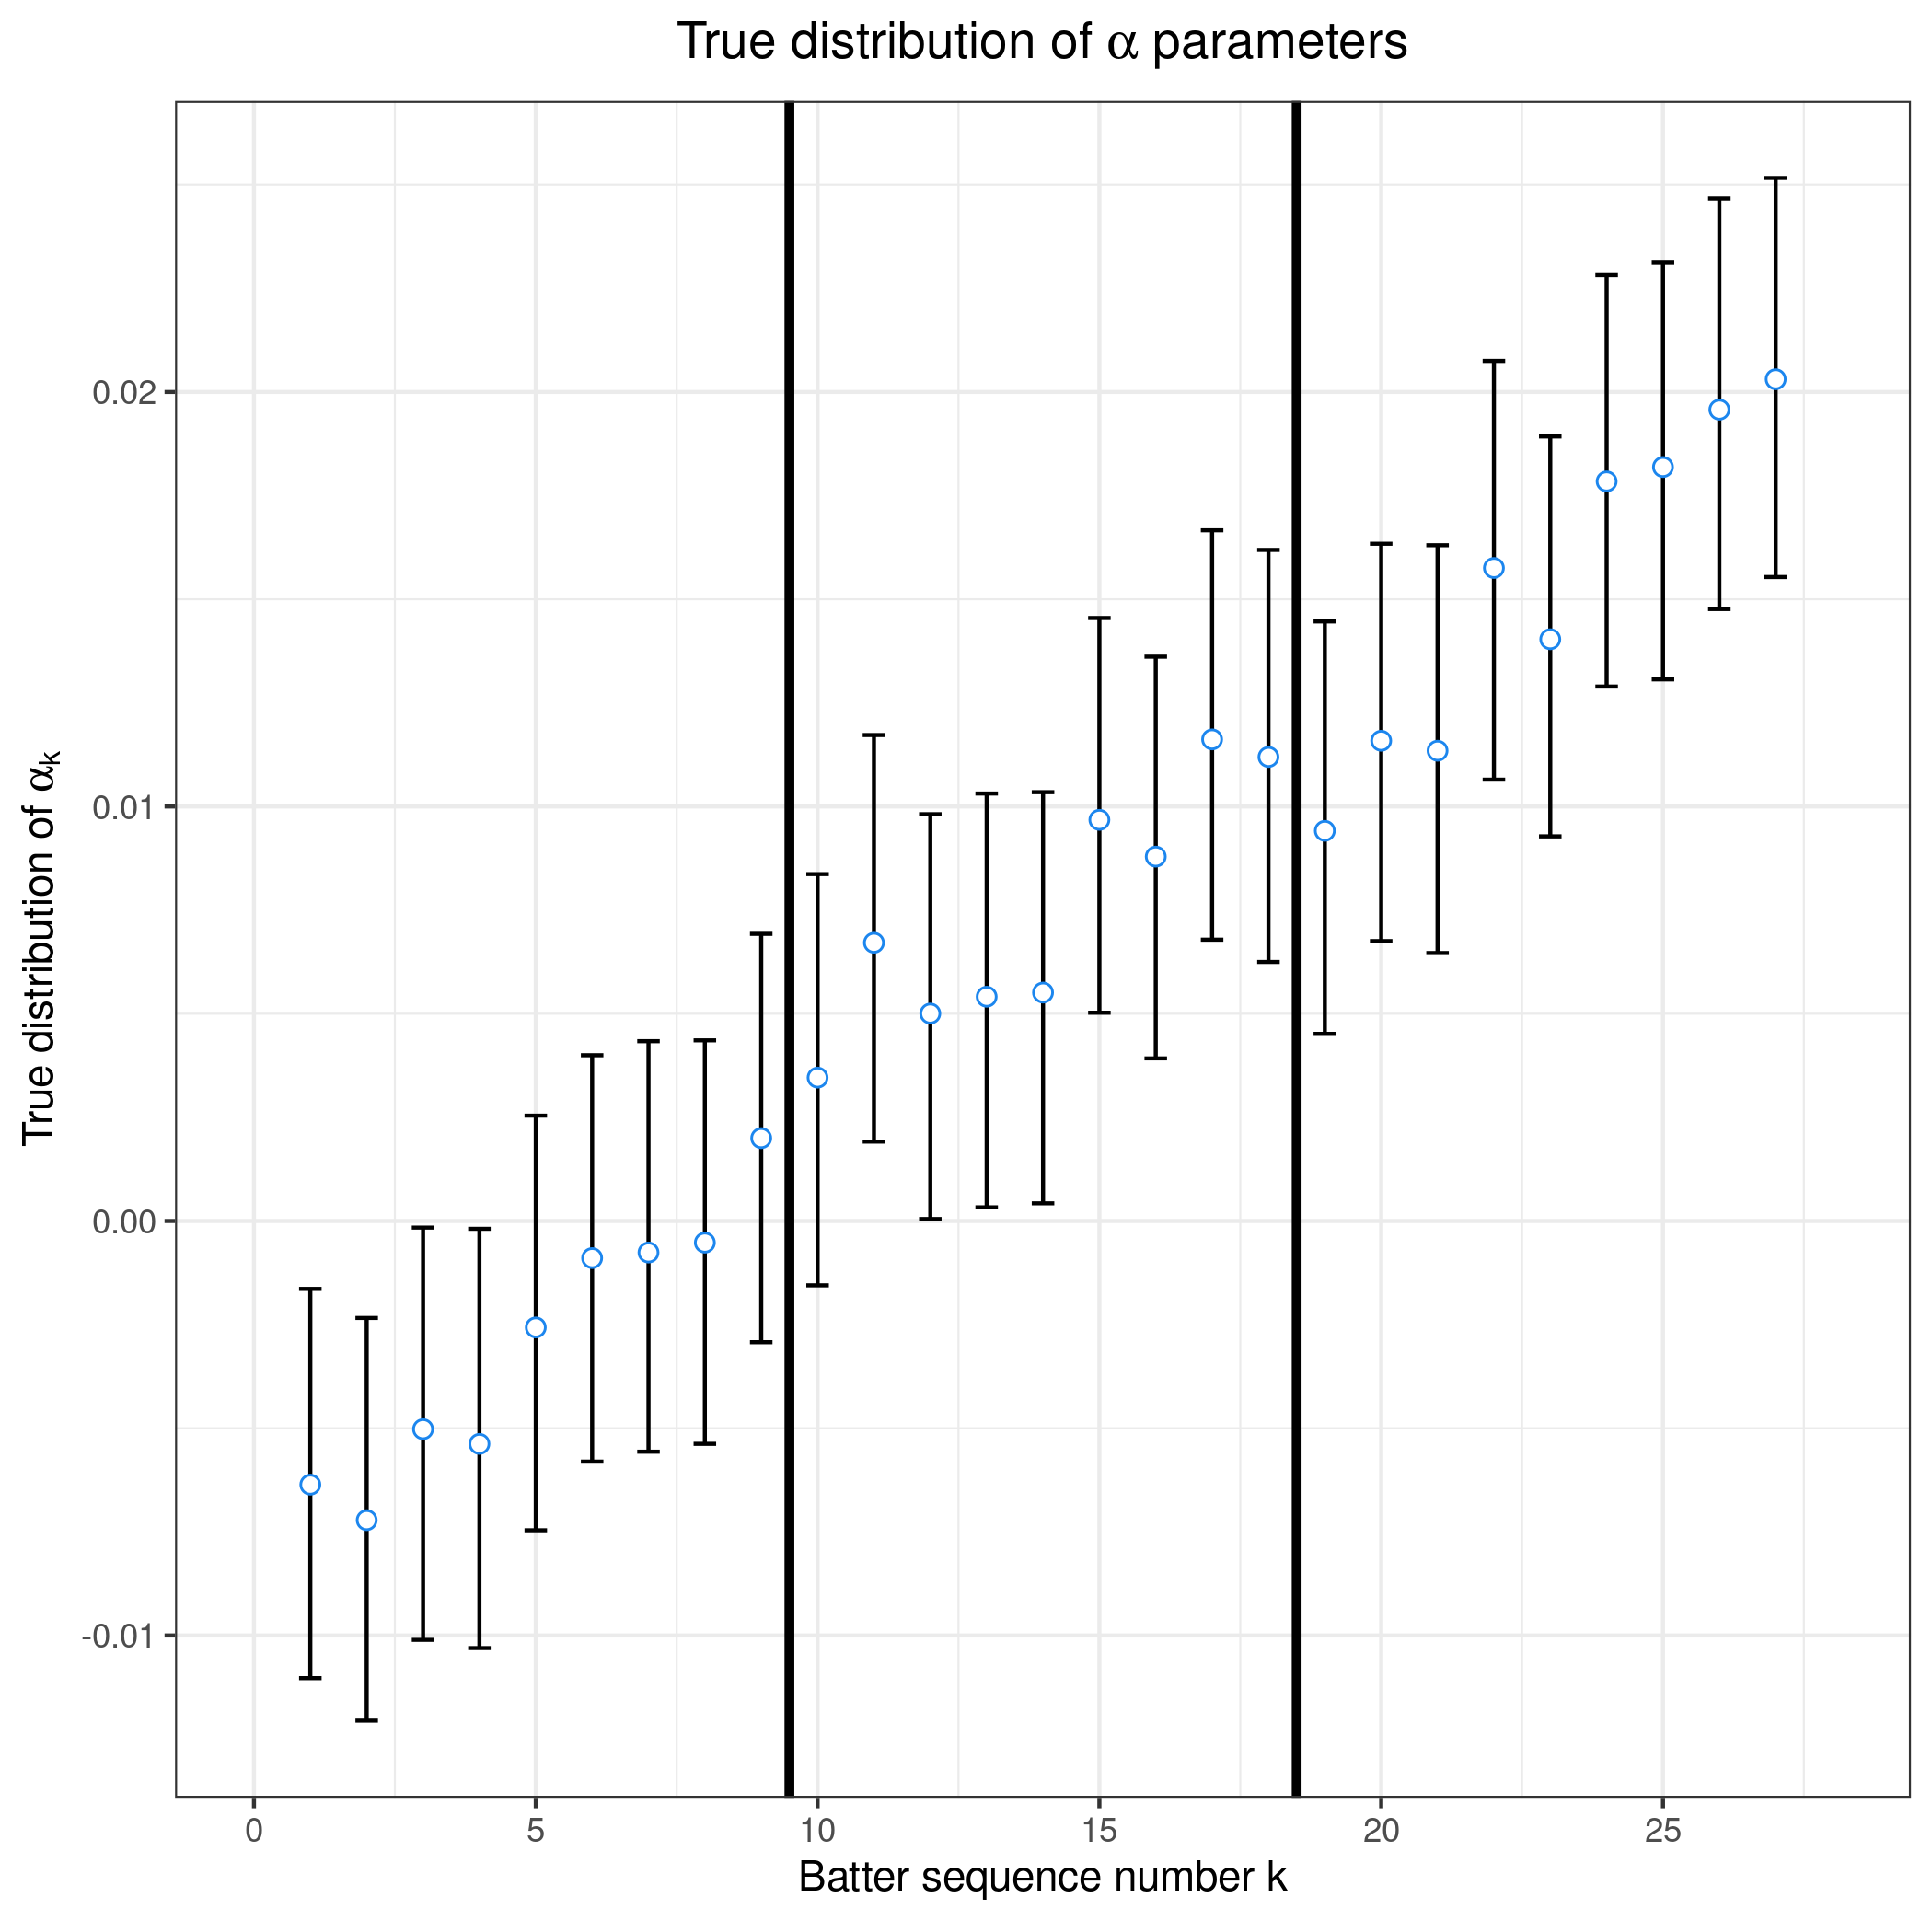 True distribution of α parameters
True distribution of αk
0.02
0.01
0.00
-0.01
0 5 10 15 20 25
Batter sequence number k